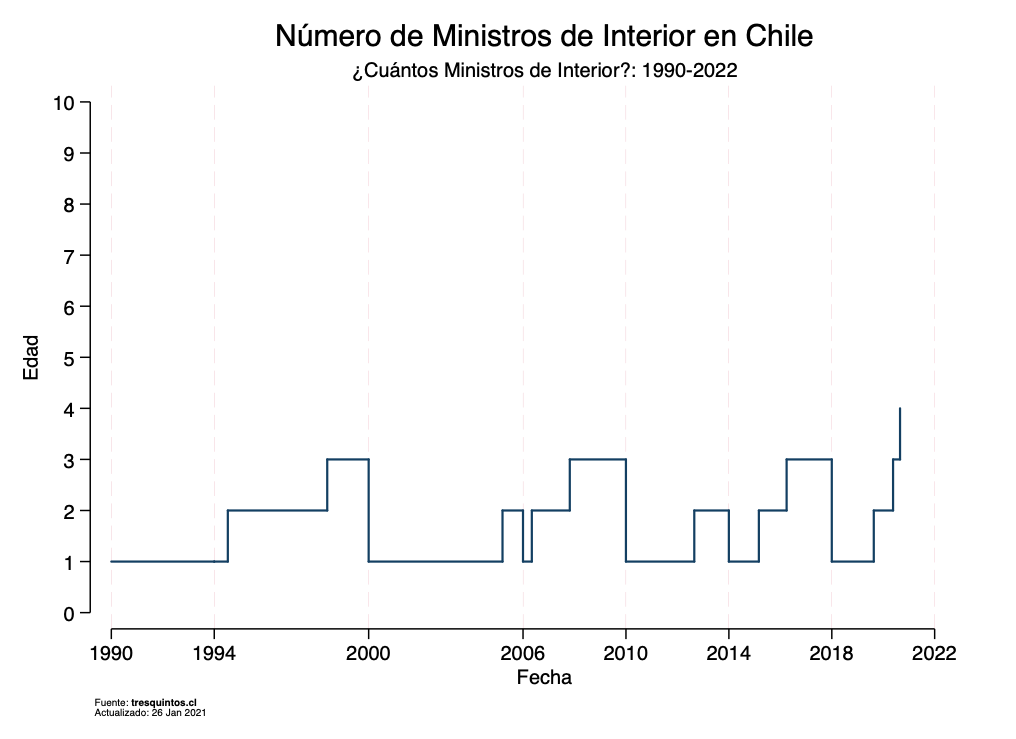 Número de Ministros de Interior en Chile
¿Cuántos Ministros de Interior?: 1990-2022
10
9
8
7
6
5
4
3
2
1
0
Edad
1990 1994 2000 2006 2010 2014 2018 2022
Fecha
Fuente: tresquintos.cl
Actualizado: 26 Jan 2021